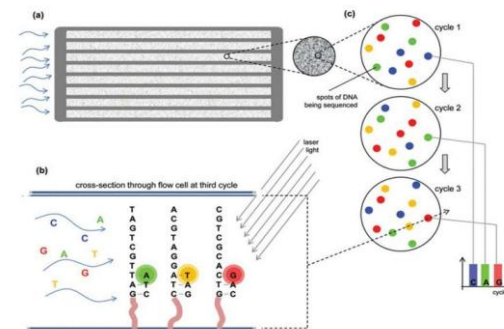 (a)
(c)
cycle 1
spots of DNA
being sequenced
cycle 2
cycle 3
(b)
laser
light
cross-section through flow cell at third cycle
C
C
A
G
A
T
G
T
T
T A C
A C G
G G T
T T C
C A G
G G C
T G A
T A A T C G
A T T A T A
G C C G G C
C A G
cycle